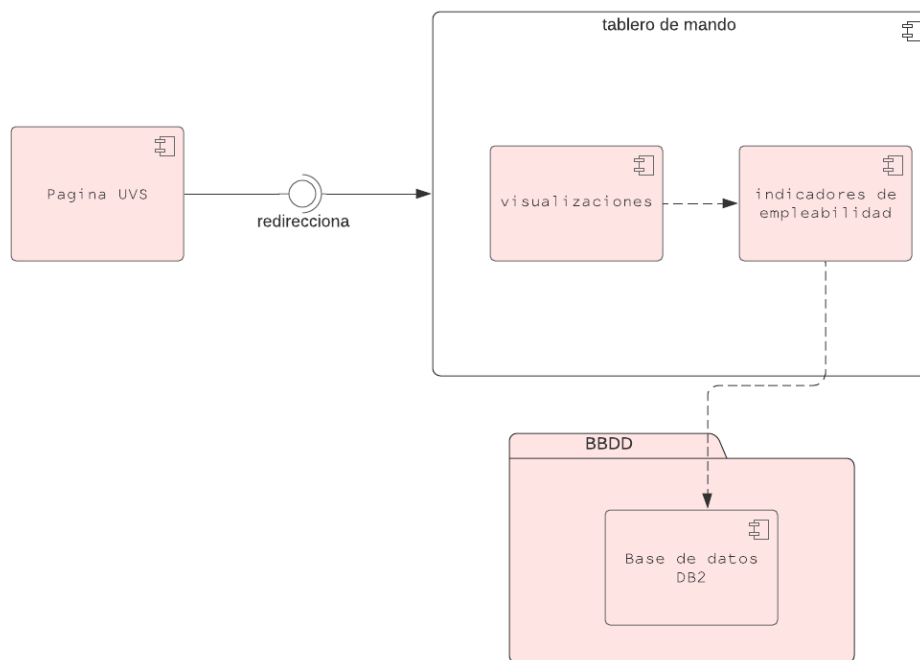 tablero de mando
Pagina UVS
redirecciona
visualizaciones
indicadores de
empleabilidad
BBDD
Base de datos
DB2